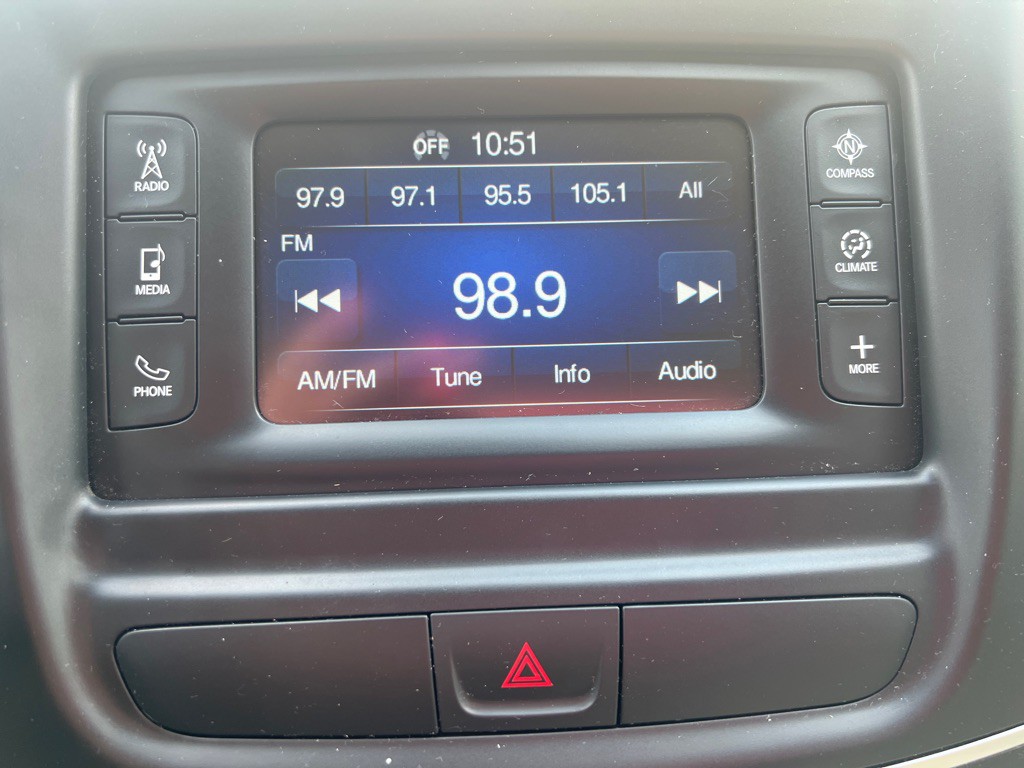 OFF 10:51
97.9 97.1 95.5 105.1 All
FM
98.9
AM/FM Tune Info Audio
RADIO
MEDIA
PHONE
N
COMPASS
CLIMATE
MORE